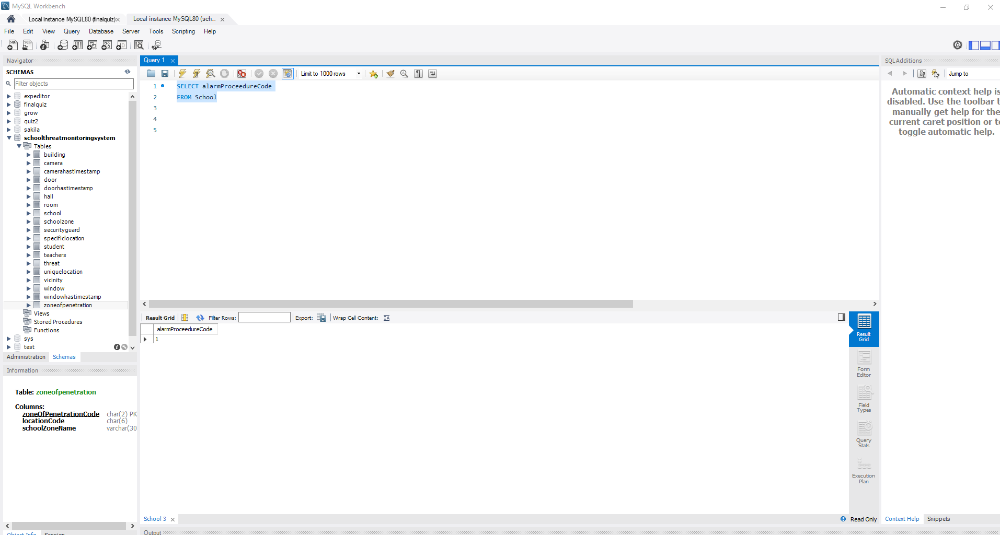 MySQL Workbench
Local instance MySQL80 (finalquiz)
Local instance MySQL80 (sch...
File Edit View Query Database Server Tools Scripting Help
Navigator
SCHEMAS
Filter objects
expeditor
finalquiz
grow
quiz2
sakila
schoolthreatmonitoringsystem
Tables
building
camera
camerahastimestamp
door
doorhastimestamp
hall
room
school
schoolzone
securityguard
specificlocation
student
teachers
threat
uniquelocation
vicinity
window
windowhastimestamp
zoneofpenetration
Views
Stored Procedures
Functions
sys
test
Administration Schemas
Information
Table: zoneofpenetration
Columns:
zoneOfPenetrationCode char(2) PK
locationCode char(6)
schoolZoneName varchar(30
Object Info Session
Query 1
Limit to 1000 rows
1 SELECT alarmProceedureCode
2 FROM School
3
4
5
Result Grid Filter Rows: Export: Wrap Cell Content:
alarmProceedureCode
1
Result
Grid
Form
Editor
Field
Types
Query
Stats
Execution
Plan
School 3
Read Only
Output
SQLAdditions
Jump to
Automatic context help is
disabled. Use the toolbar t
manually get help for the
current caret position or to
toggle automatic help.
Context Help Snippets